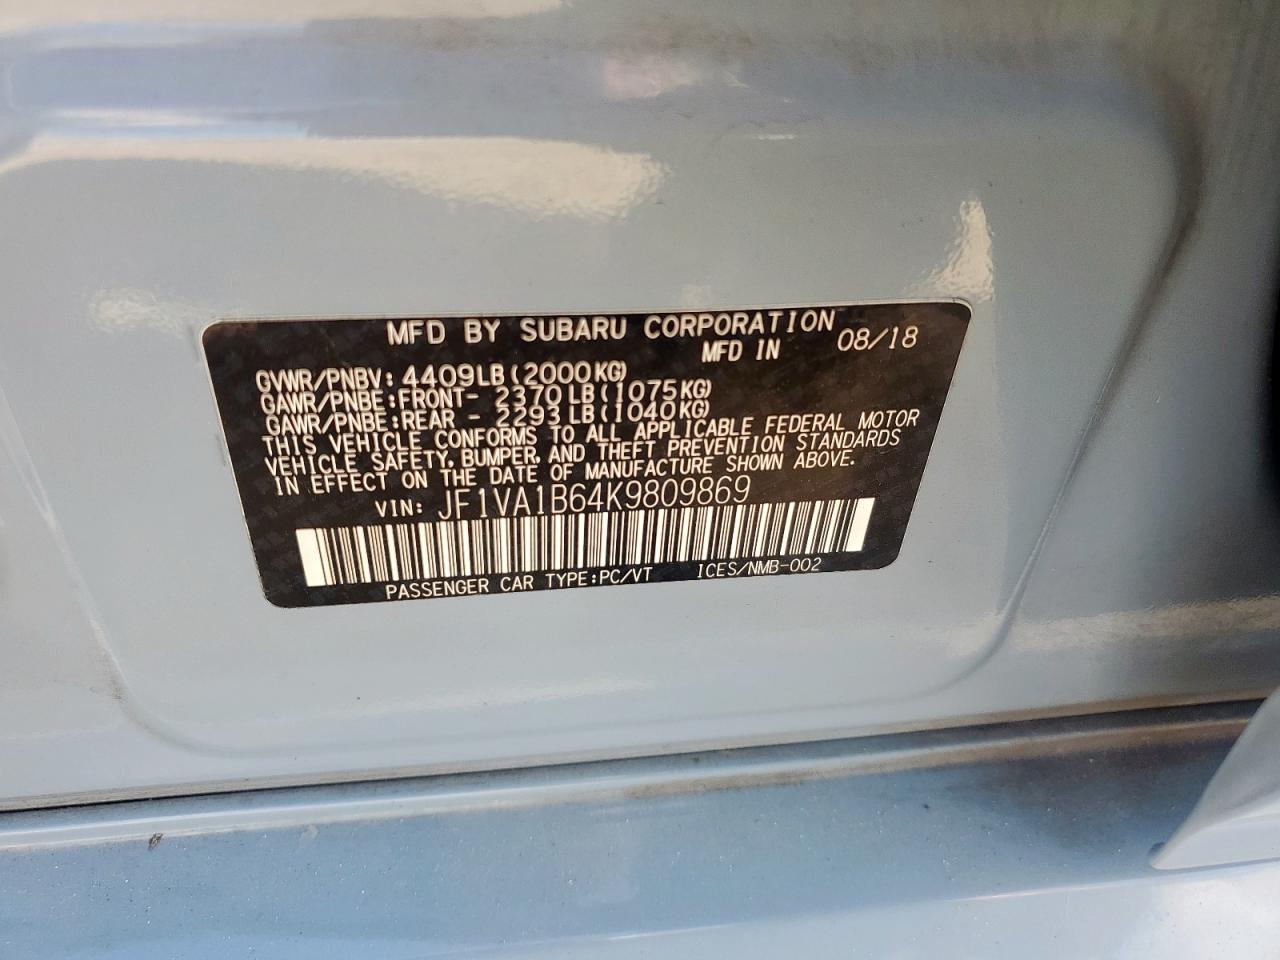 MFD BY SUBARU CORPORATION
MFD IN 08/18
GVWR/PNBV: 4409LB(2000KG)
GAWR/PNBE:FRONT- 2370LB(1075KG)
GAWR/PNBE:REAR - 2293LB(1040KG)
THIS VEHICLE CONFORMS TO ALL APPLICABLE FEDERAL MOTOR
VEHICLE SAFETY, BUMPER, AND THEFT PREVENTION STANDARDS
IN EFFECT ON THE DATE OF MANUFACTURE SHOWN ABOVE.
VIN: JF1VA1B64K9809869
PASSENGER CAR TYPE:PC/VT ICES/NMB-002